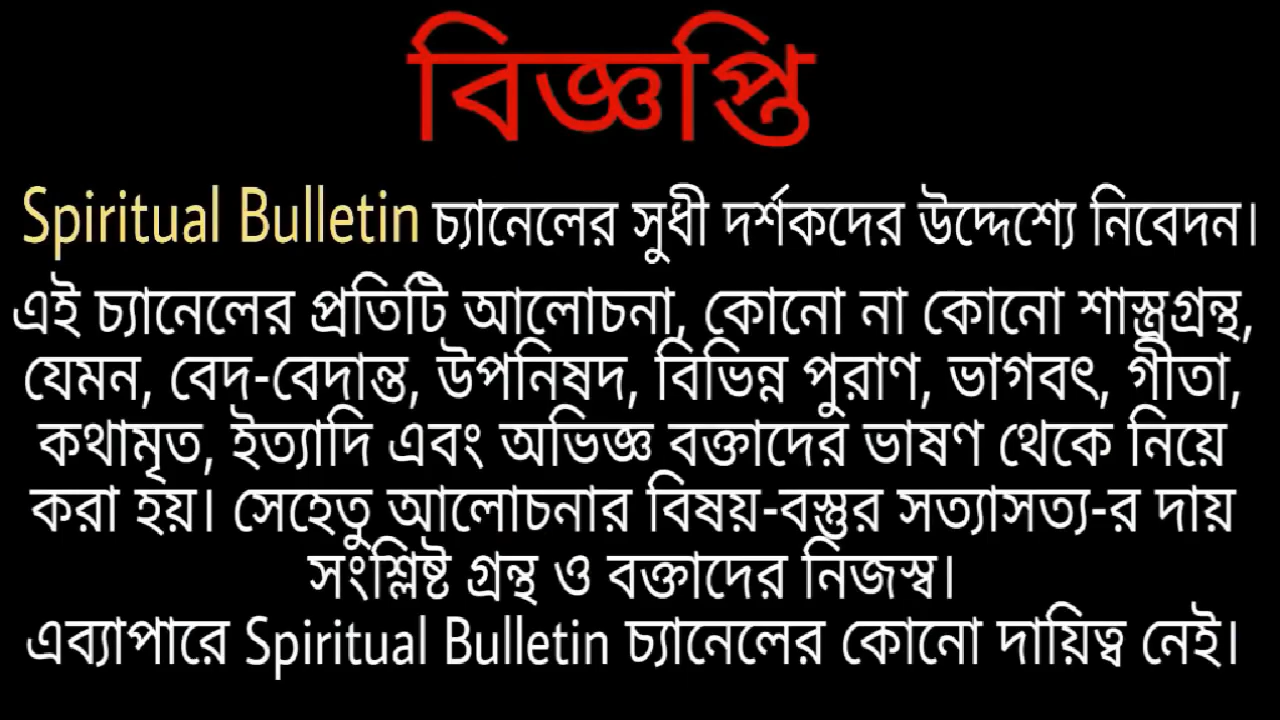 বিজ্ঞপ্তি
Spiritual Bulletin চ্যানেলের সুধী দর্শকদের উদ্দেশ্যে নিবেদন।
এই চ্যানেলের প্রতিটি আলোচনা, কোনো না কোনো শাস্ত্রগ্রন্থ,
যেমন, বেদ-বেদান্ত, উপনিষদ, বিভিন্ন পুরাণ, ভাগবৎ, গীতা,
কথামৃত, ইত্যাদি এবং অভিজ্ঞ বক্তাদের ভাষণ থেকে নিয়ে
করা হয়। সেহেতু আলোচনার বিষয়-বস্তুর সত্যাসত্য-র দায়
সংশ্লিষ্ট গ্রন্থ ও বক্তাদের নিজস্ব।
এব্যাপারে Spiritual Bulletin চ্যানেলের কোনো দায়িত্ব নেই।